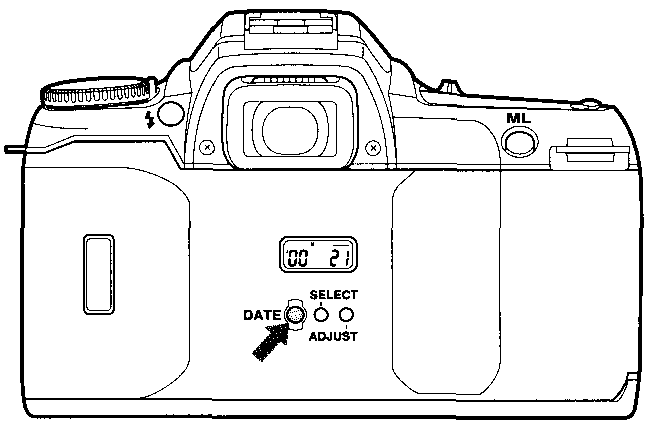 ML
'00 21
SELECT
DATE
ADJUST